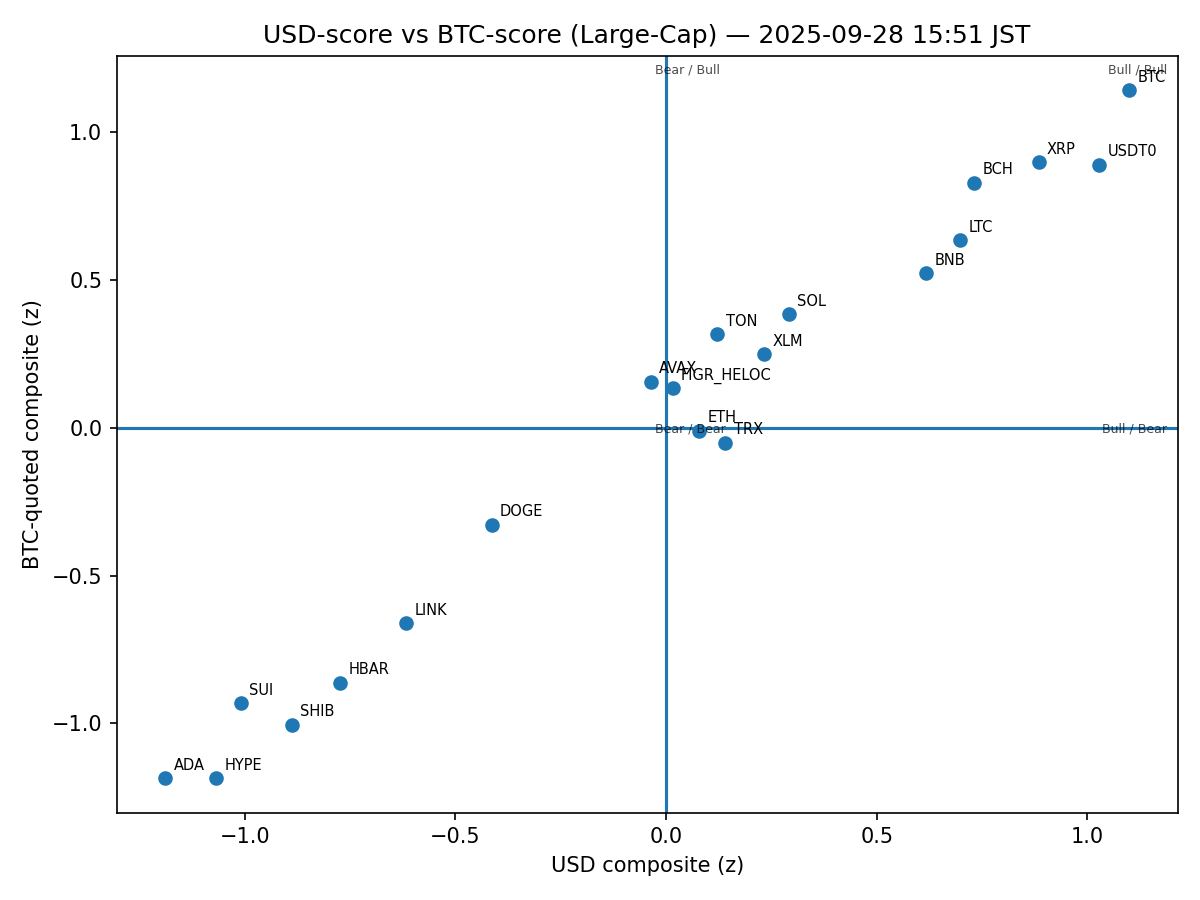 USD-score vs BTC-score (Large-Cap) — 2025-09-28 15:51 JST
Bear / Bull
Bull / Bull
BTC
XRP
USDT0
BCH
LTC
BNB
SOL
TON
XLM
AVAX
FIGR_HELOC
ETH
TRX
Bear / Bear
Bull / Bear
DOGE
LINK
HBAR
SUI
SHIB
ADA
HYPE
1.0
0.5
0.0
−0.5
−1.0
BTC-quoted composite (z)
−1.0
−0.5
0.0
0.5
1.0
USD composite (z)